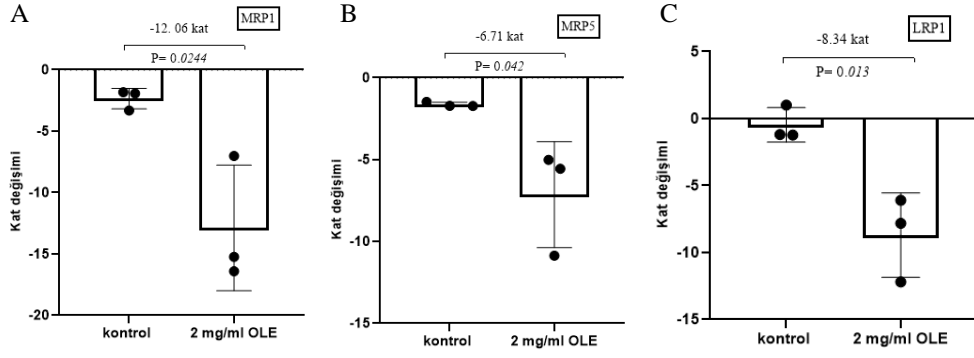 A
MRP1
-12. 06 kat
P= 0.0244
Kat değişimi
0
-5
-10
-15
-20
kontrol
2 mg/ml OLE
B
MRP5
-6.71 kat
P= 0.042
Kat değişimi
0
-5
-10
-15
kontrol
2 mg/ml OLE
C
LRP1
-8.34 kat
P= 0.013
Kat değişimi
5
0
-5
-10
-15
kontrol
2 mg/ml OLE